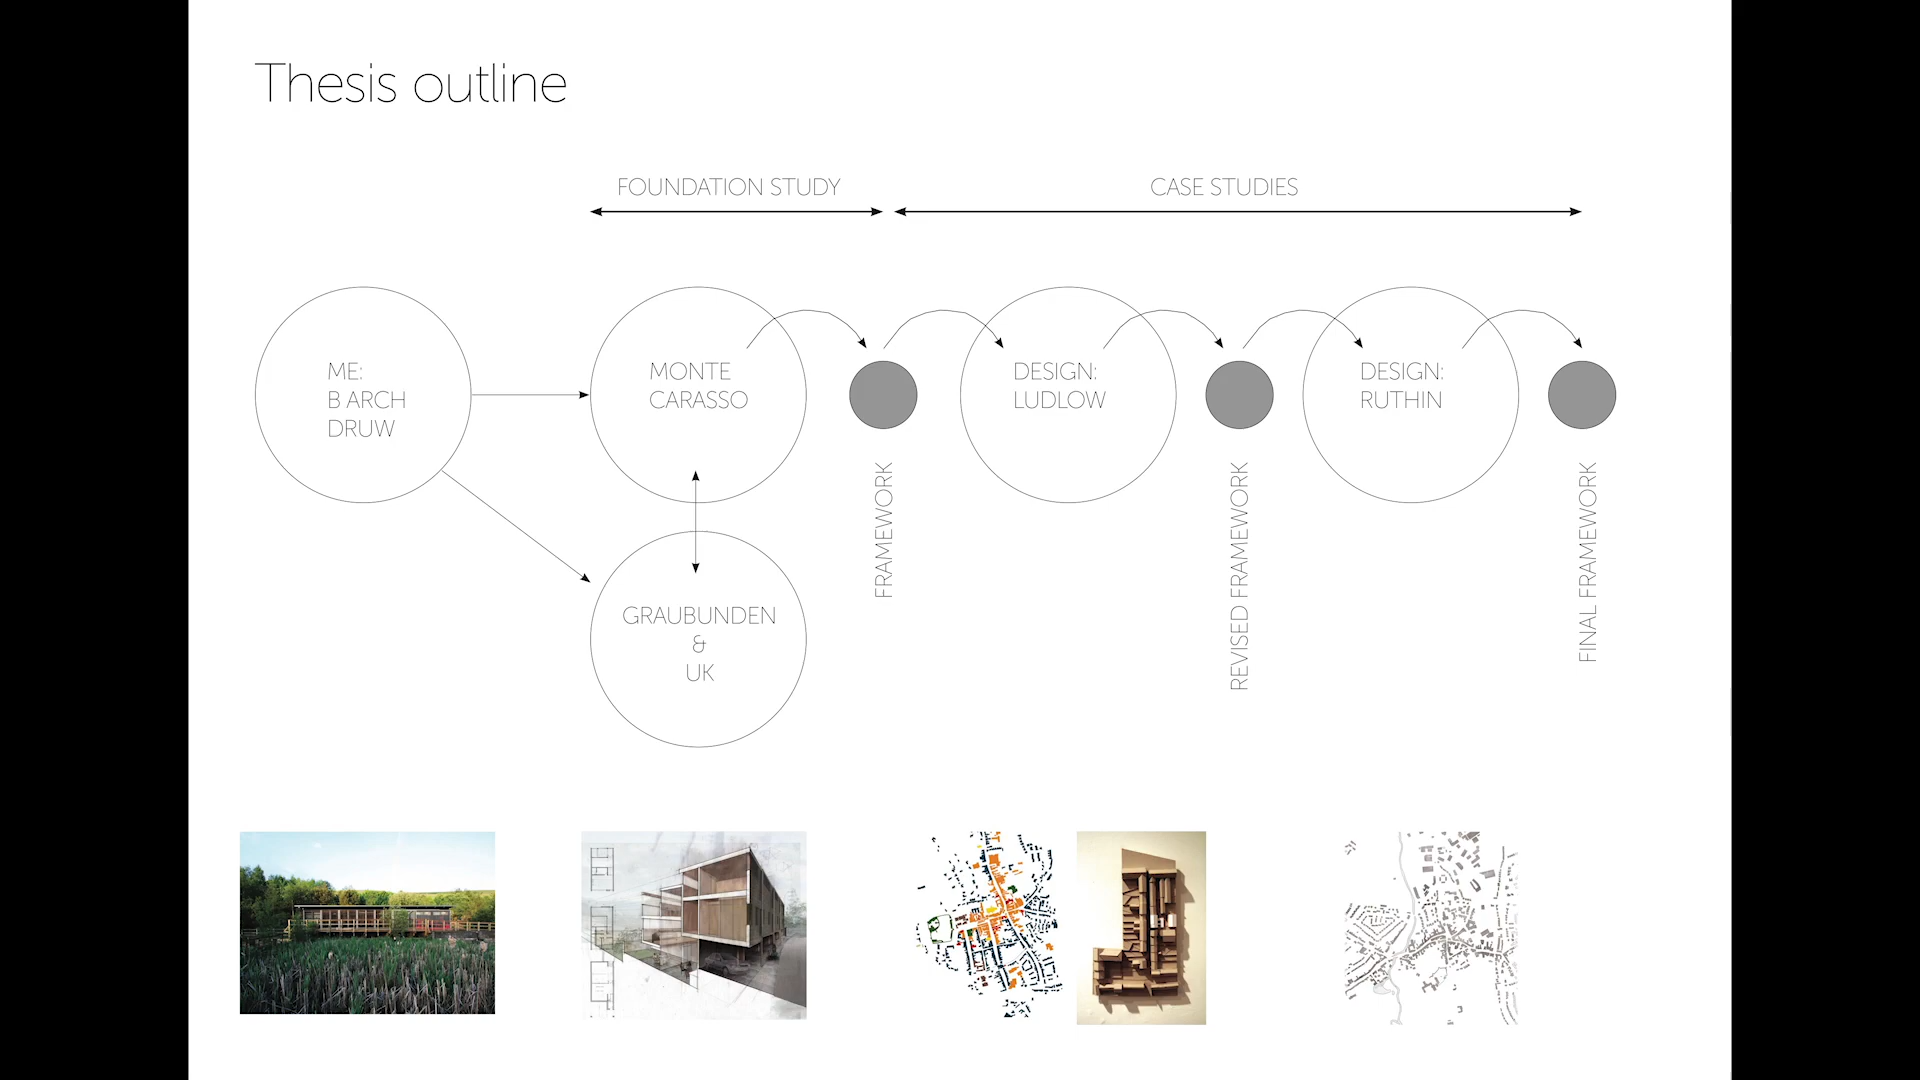 Thesis outline
FOUNDATION STUDY
CASE STUDIES
ME:
B ARCH
DRUW
MONTE
CARASSO
DESIGN:
LUDLOW
DESIGN:
RUTHIN
FRAMEWORK
REVISED FRAMEWORK
FINAL FRAMEWORK
GRAUBUNDEN
&
UK